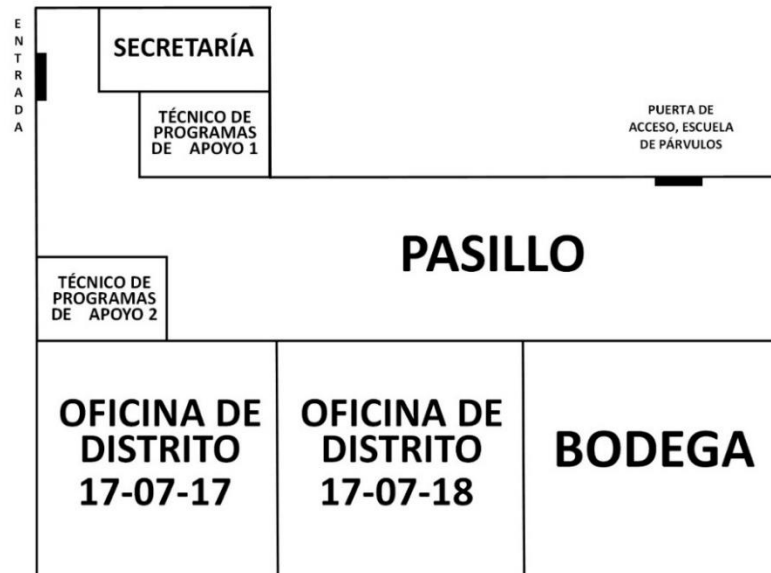 ENTRADA
SECRETARÍA
TÉCNICO DE
PROGRAMAS
DE APOYO 1
PUERTA DE
ACCESO, ESCUELA
DE PÁRVULOS
PASILLO
TÉCNICO DE
PROGRAMAS
DE APOYO 2
OFICINA DE
DISTRITO
17-07-17
OFICINA DE
DISTRITO
17-07-18
BODEGA